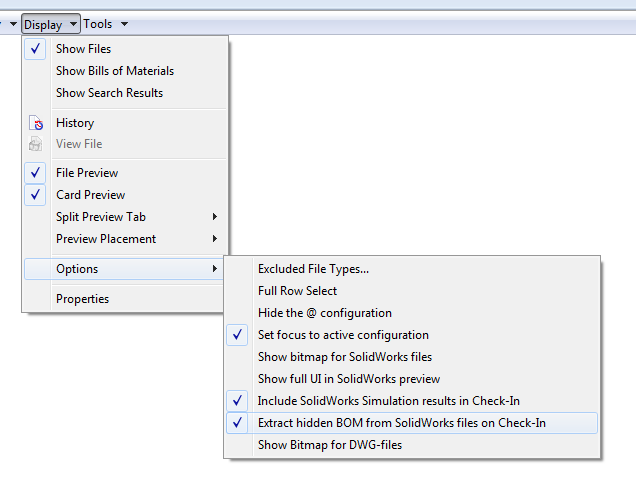 Display Tools
Show Files
Show Bills of Materials
Show Search Results
History
View File
File Preview
Card Preview
Split Preview Tab
Preview Placement
Options
Properties
Excluded File Types...
Full Row Select
Hide the @ configuration
Set focus to active configuration
Show bitmap for SolidWorks files
Show full UI in SolidWorks preview
Include SolidWorks Simulation results in Check-In
Extract hidden BOM from SolidWorks files on Check-In
Show Bitmap for DWG-files